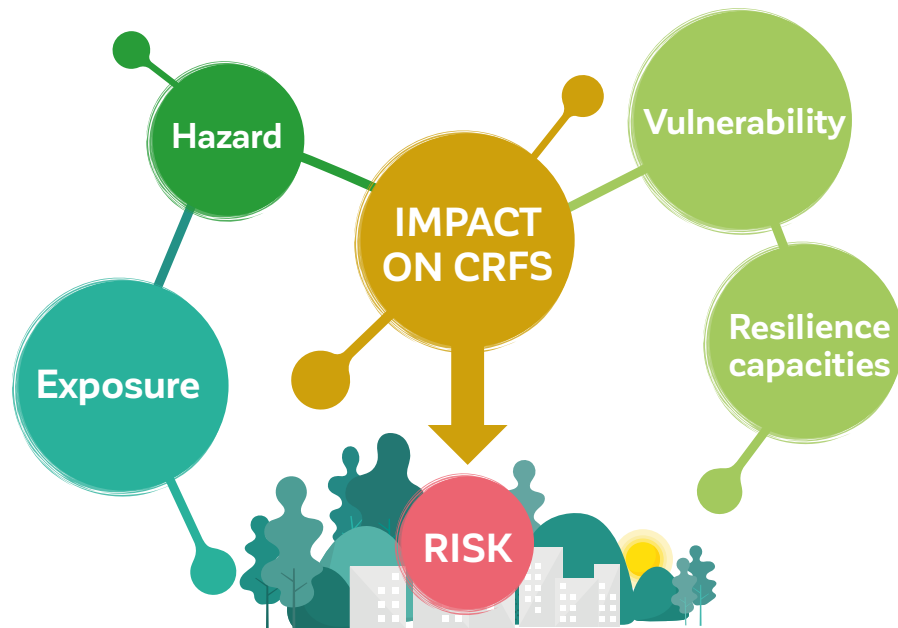 Hazard
Vulnerability
IMPACT
ON CRFS
Resilience
capacities
Exposure
RISK